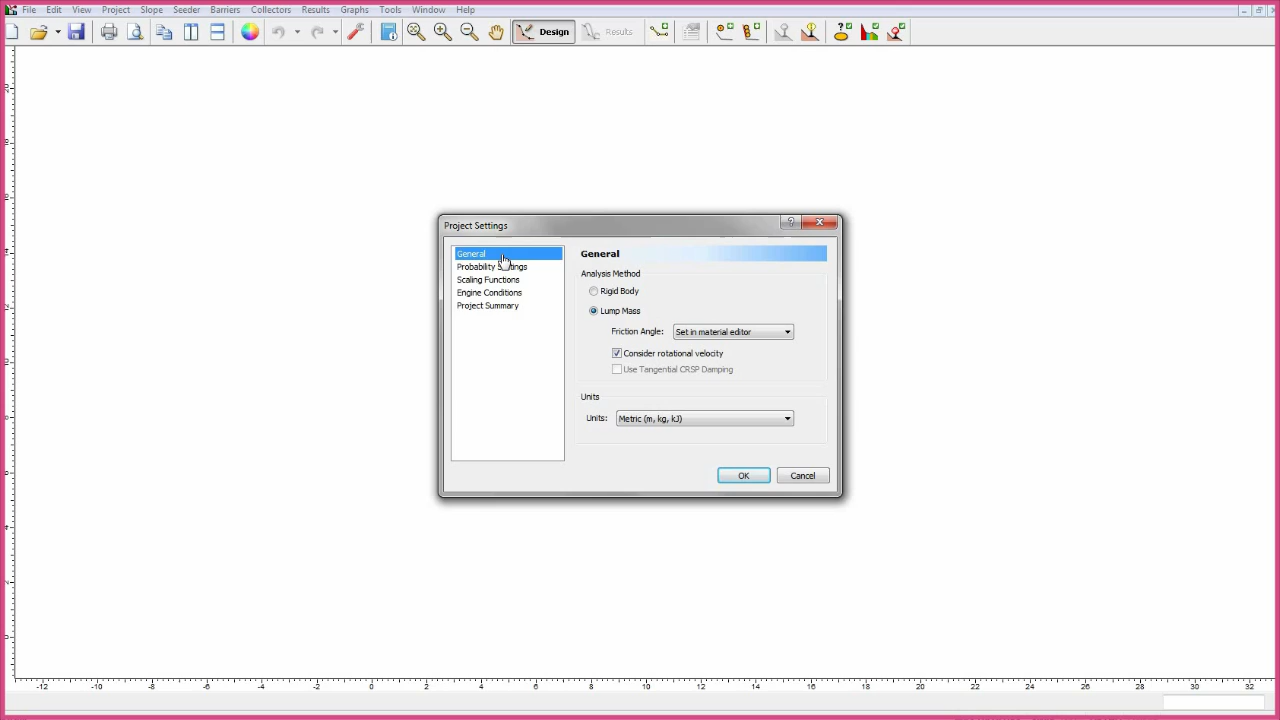 File Edit View Project Slope Seeder Barriers Collectors Results Graphs Tools Window Help
Design Results
Project Settings
General
Probability Settings
Scaling Functions
Engine Conditions
Project Summary
General
Analysis Method
Rigid Body
Lump Mass
Friction Angle: Set in material editor
Consider rotational velocity
Use Tangential CRSP Damping
Units
Units: Metric (m, kg, kJ)
OK Cancel
-12 -10 -8 -6 -4 -2 0 2 4 6 8 10 12 14 16 18 20 22 24 26 28 30 32